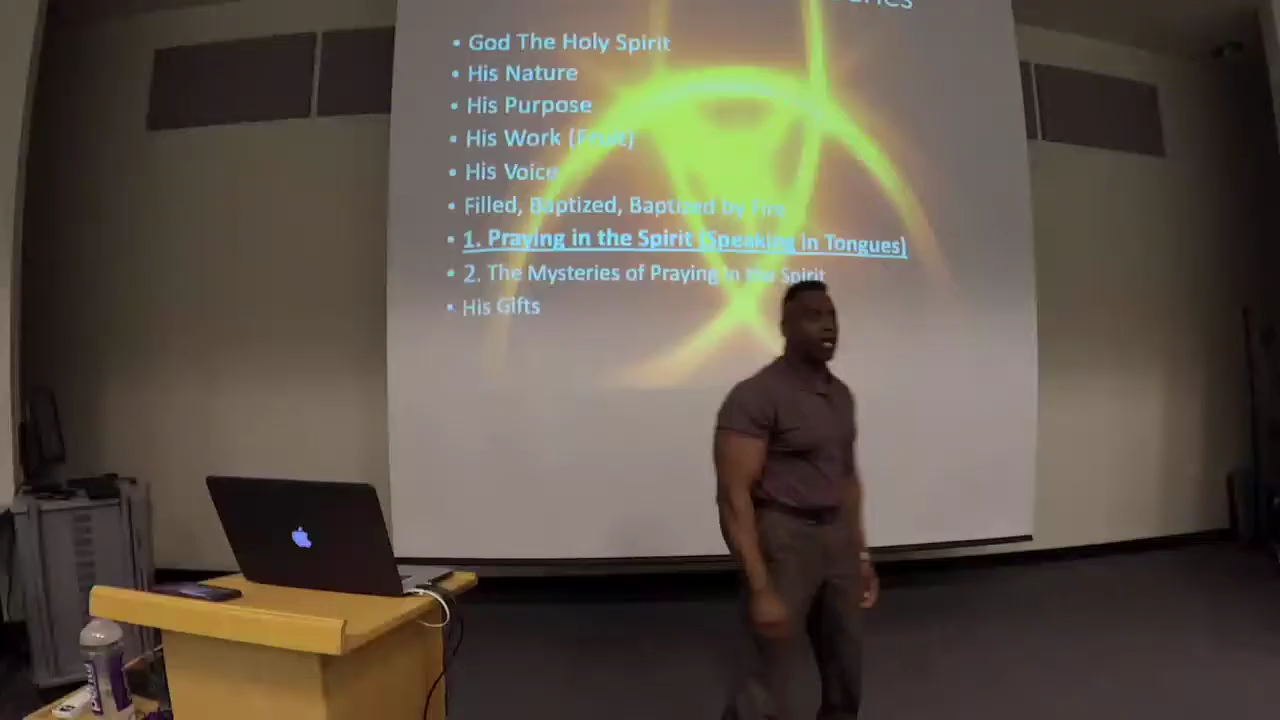 • God The Holy Spirit
• His Nature
• His Purpose
• His Work (Fruit)
• His Voice
• Filled, Baptized, Baptized by Fire
• 1. Praying in the Spirit (Speaking in Tongues)
• 2. The Mysteries of Praying in the Spirit
• His Gifts